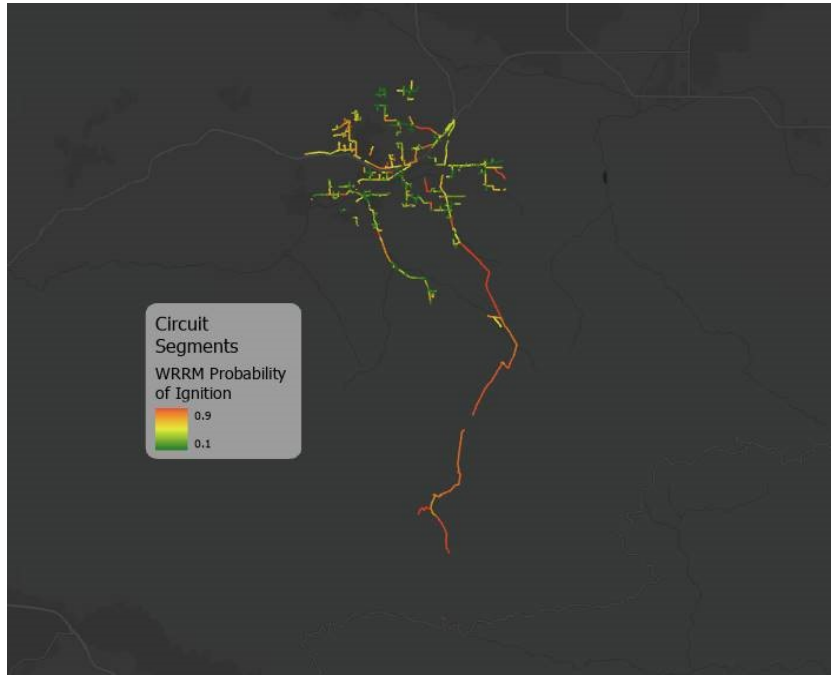 Circuit
Segments
WRRM Probability
of Ignition
0.9
0.1